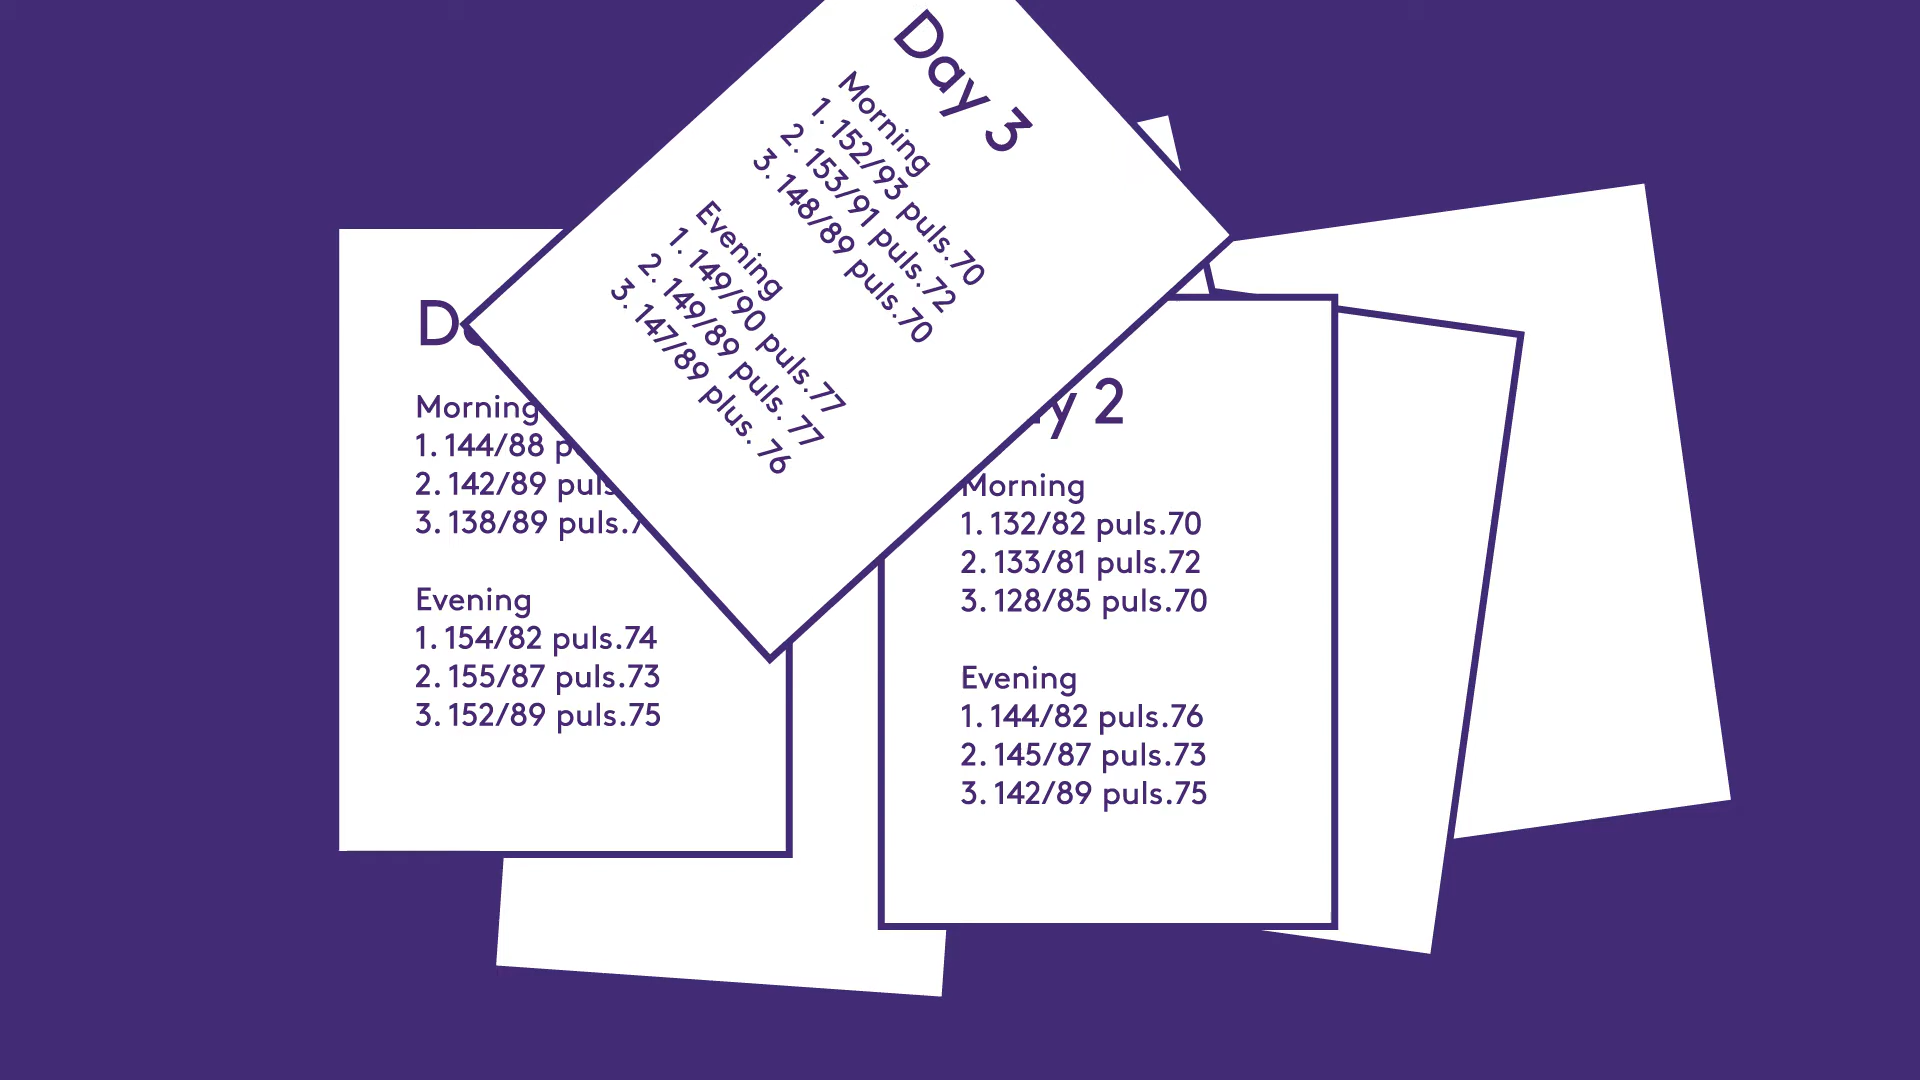 Day 3
Morning
1. 152/93 puls.70
2. 153/91 puls.72
3. 148/89 puls.70
Evening
1. 149/90 puls.77
2. 149/89 puls. 77
3. 147/89 plus. 76
Morning
1. 144/88
2. 142/89 puls
3. 138/89 puls.
Evening
1. 154/82 puls.74
2. 155/87 puls.73
3. 152/89 puls.75
2
Morning
1. 132/82 puls.70
2. 133/81 puls.72
3. 128/85 puls.70
Evening
1. 144/82 puls.76
2. 145/87 puls.73
3. 142/89 puls.75